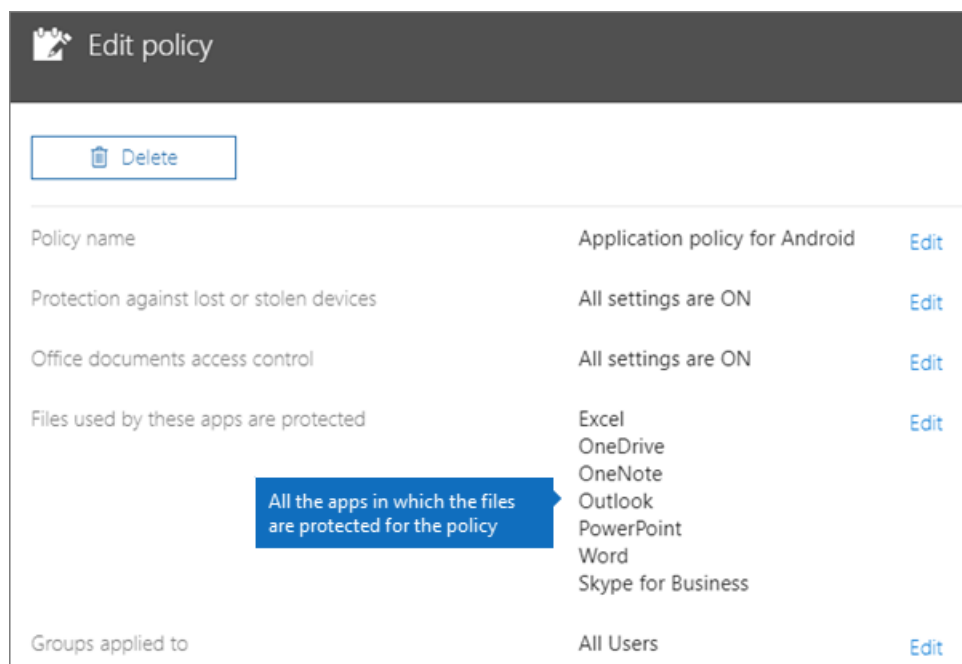 Edit policy
Delete
Policy name Application policy for Android Edit
Protection against lost or stolen devices All settings are ON Edit
Office documents access control All settings are ON Edit
Files used by these apps are protected Excel Edit
OneDrive
OneNote
All the apps in which the files Outlook
are protected for the policy PowerPoint
Word
Skype for Business
Groups applied to All Users Edit